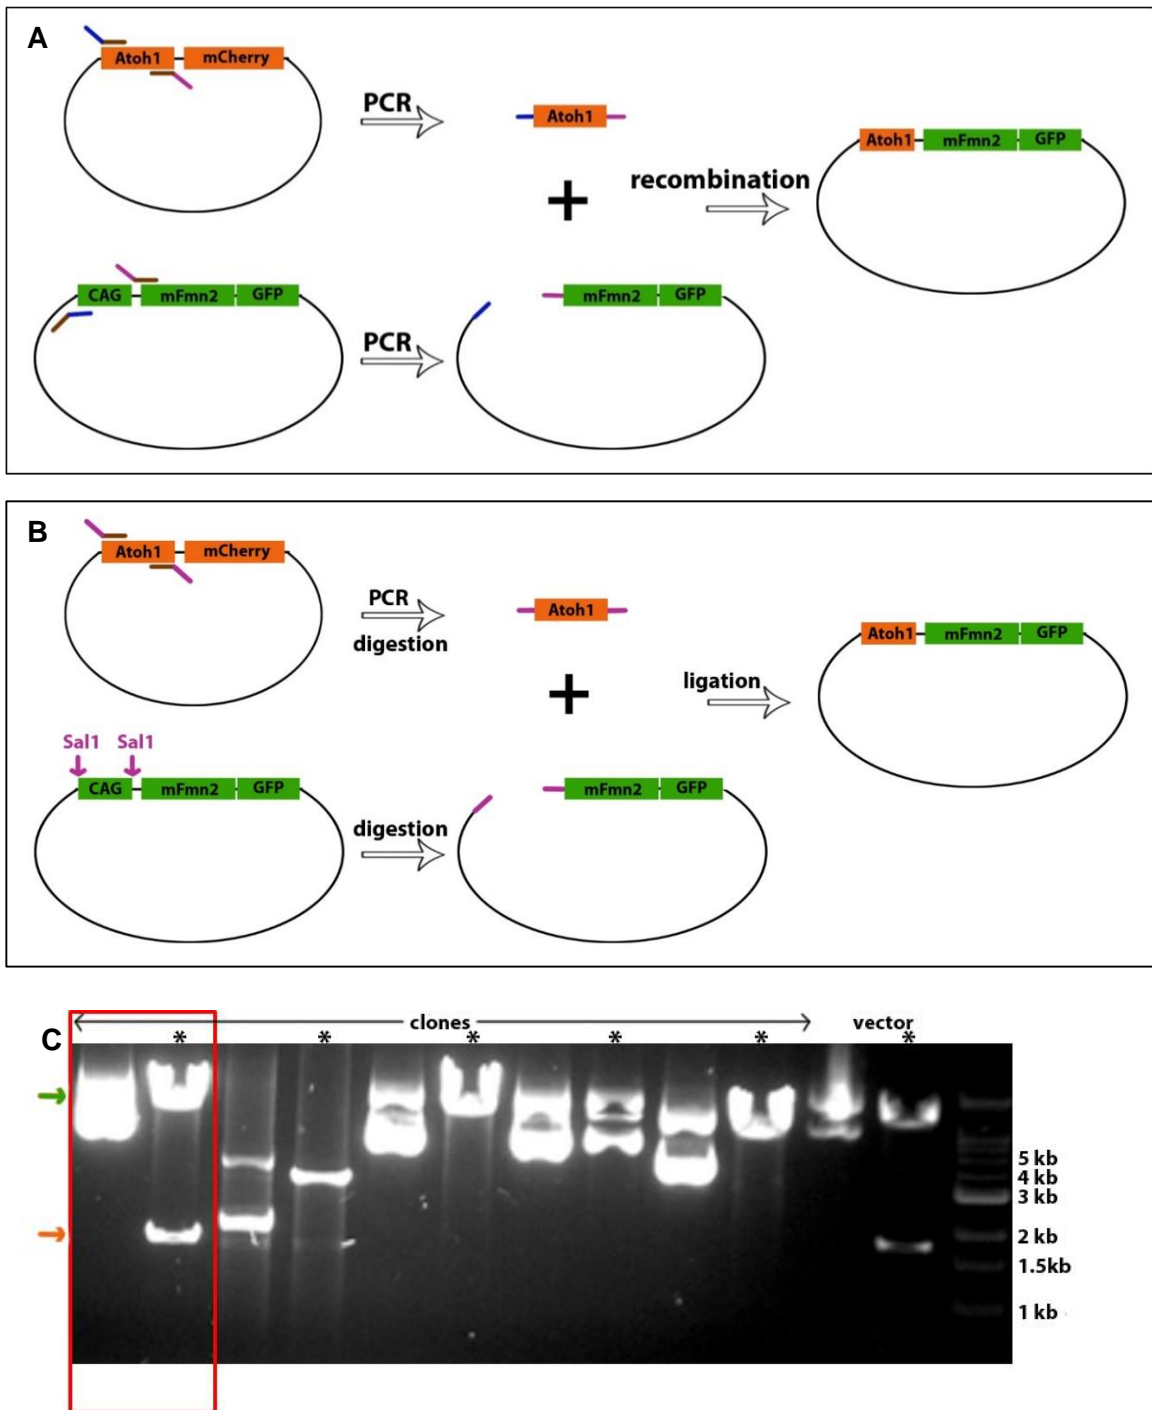 A
Atoh1 mCherry
PCR
Atoh1
+
recombination
Atoh1 mFmn2 GFP
CAG mFmn2 GFP
PCR
mFmn2 GFP
B
Atoh1 mCherry
PCR
digestion
Atoh1
+
ligation
Atoh1 mFmn2 GFP
Sal1 Sal1
CAG mFmn2 GFP
digestion
mFmn2 GFP
C
clones vector
* * * * * *
5 kb
4 kb
3 kb
2 kb
1.5kb
1 kb